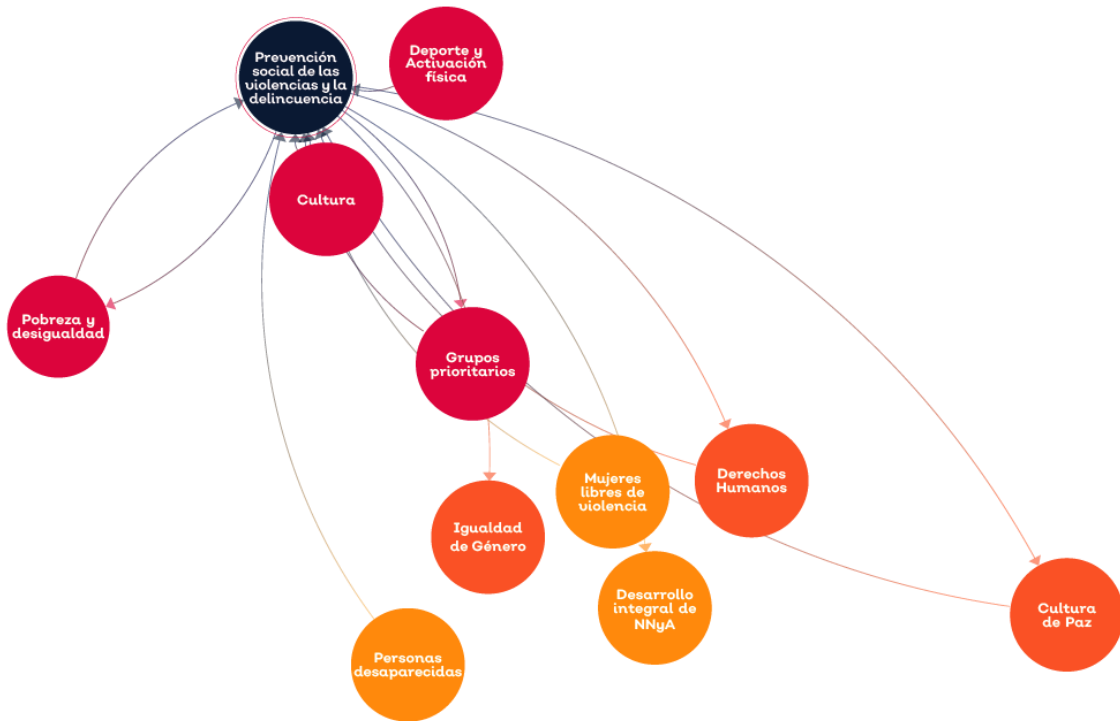 Prevención
social de las
violencias y la
delincuencia
Deporte y
Activación
física
Cultura
Pobreza y
desigualdad
Grupos
prioritarios
Mujeres
libres de
violencia
Derechos
Humanos
Igualdad
de Género
Desarrollo
integral de
NNyA
Cultura
de Paz
Personas
desaparecidas